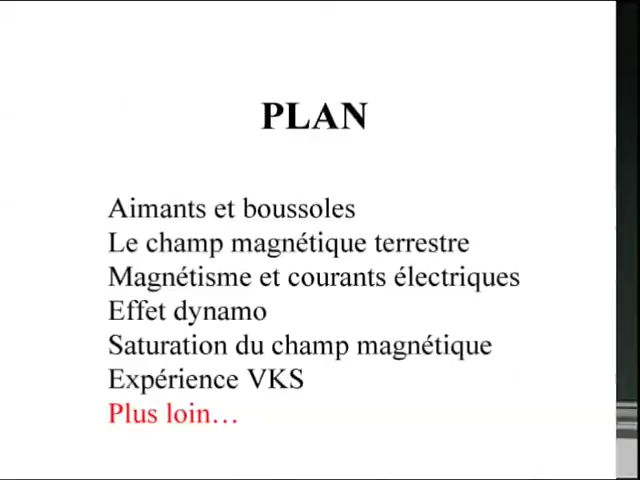 PLAN
Aimants et boussoles
Le champ magnétique terrestre
Magnétisme et courants électriques
Effet dynamo
Saturation du champ magnétique
Expérience VKS
Plus loin…